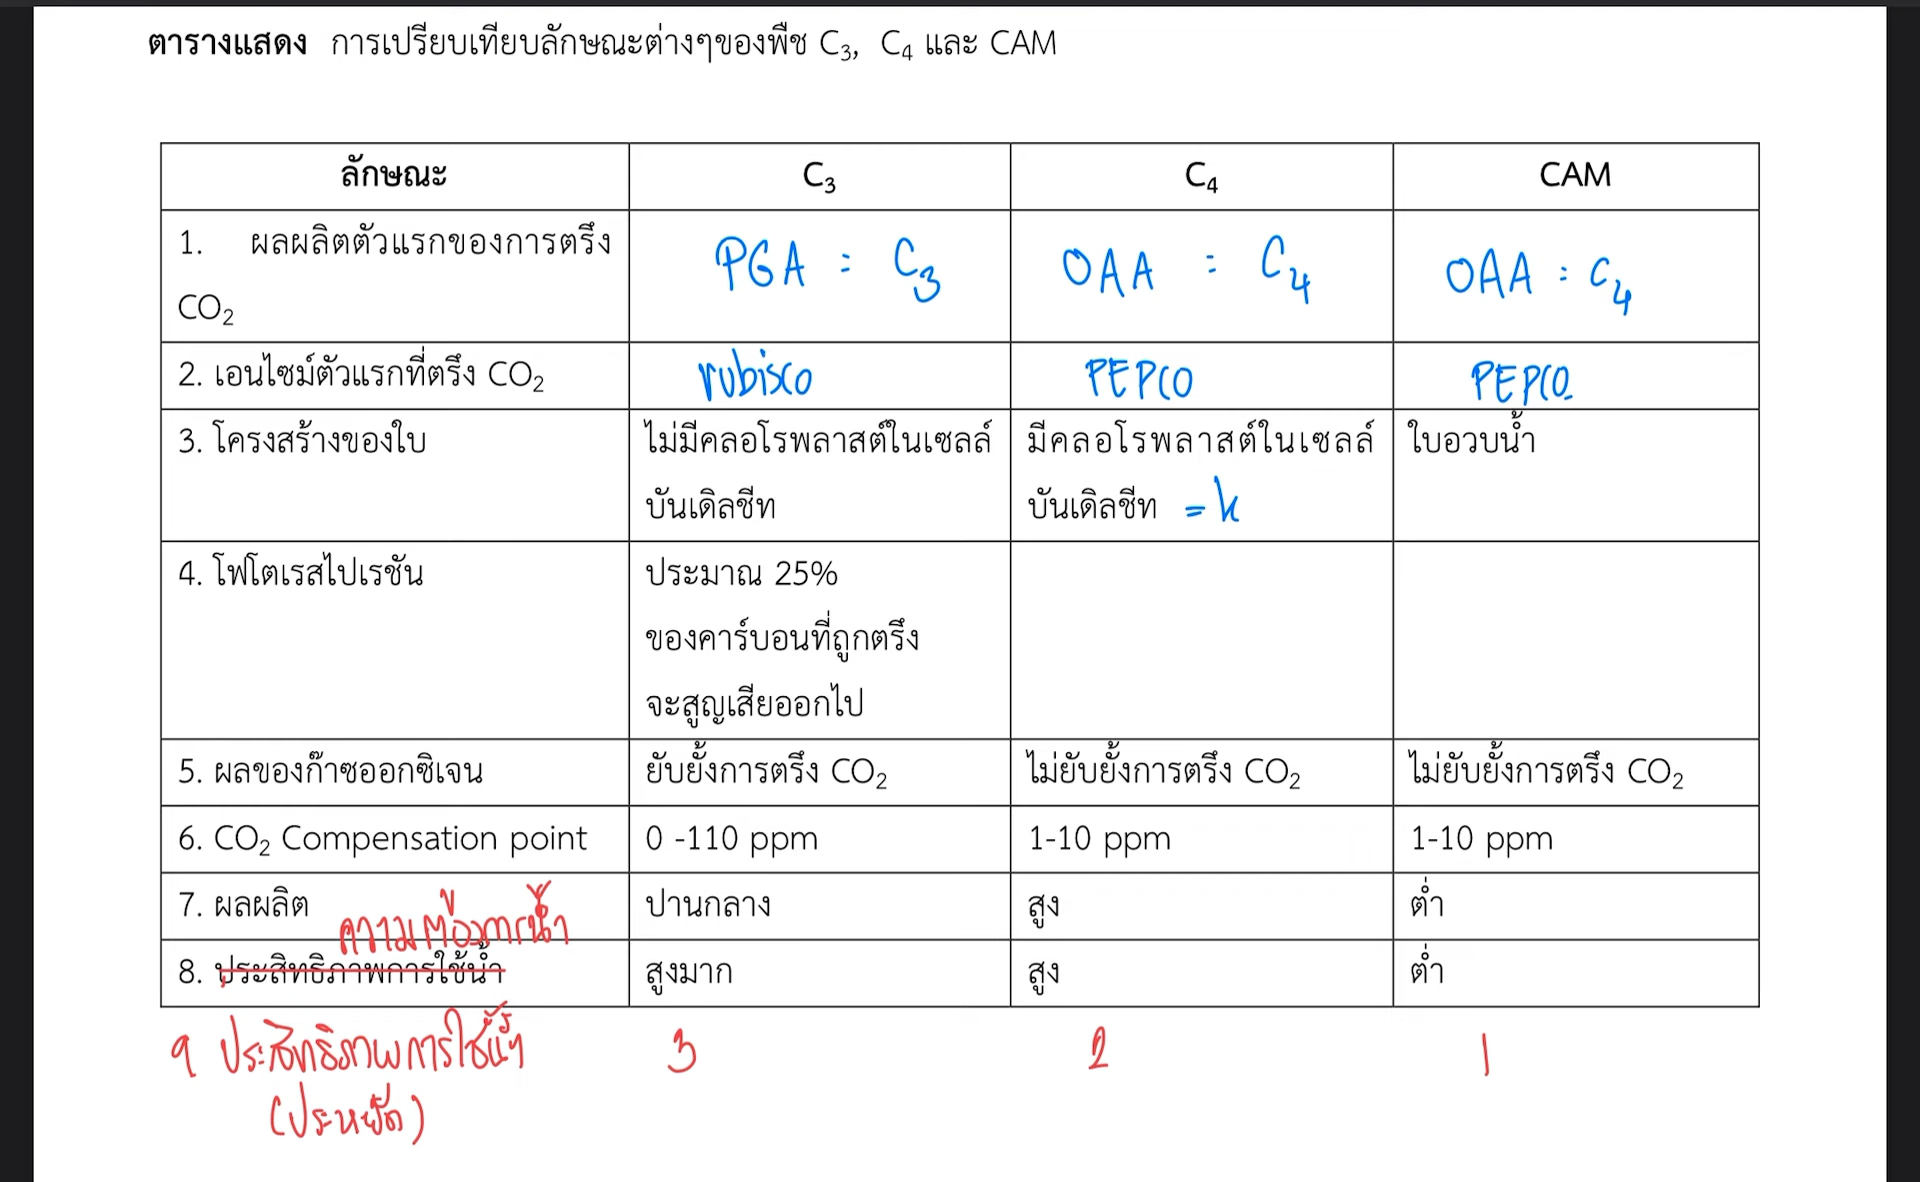 ตารางแสดง การเปรียบเทียบลักษณะต่างๆของพืช C₃, C₄ และ CAM
ลักษณะ C₃ C₄ CAM
1. ผลผลิตตัวแรกของการตรึง PGA : C₃ OAA : C₄ OAA : C₄
CO₂
2. เอนไซม์ตัวแรกที่ตรึง CO₂ rubisco PEPCO PEPCO
3. โครงสร้างของใบ ไม่มีคลอโรพลาสต์ในเซลล์ มีคลอโรพลาสต์ในเซลล์ ใบอวบน้ำ
บันเดิลชีท บันเดิลชีท = k
4. โฟโตเรสไปเรชัน ประมาณ 25%
ของคาร์บอนที่ถูกตรึง
จะสูญเสียออกไป
5. ผลของก๊าซออกซิเจน ยับยั้งการตรึง CO₂ ไม่ยับยั้งการตรึง CO₂ ไม่ยับยั้งการตรึง CO₂
6. CO₂ Compensation point 0 -110 ppm 1-10 ppm 1-10 ppm
7. ผลผลิต ปานกลาง สูง ต่ำ
ความต้องการน้ำ
8. ประสิทธิภาพการใช้น้ำ สูงมาก สูง ต่ำ
9 ประสิทธิภาพการใช้น้ำ 3 2 1
(ประหยัด)